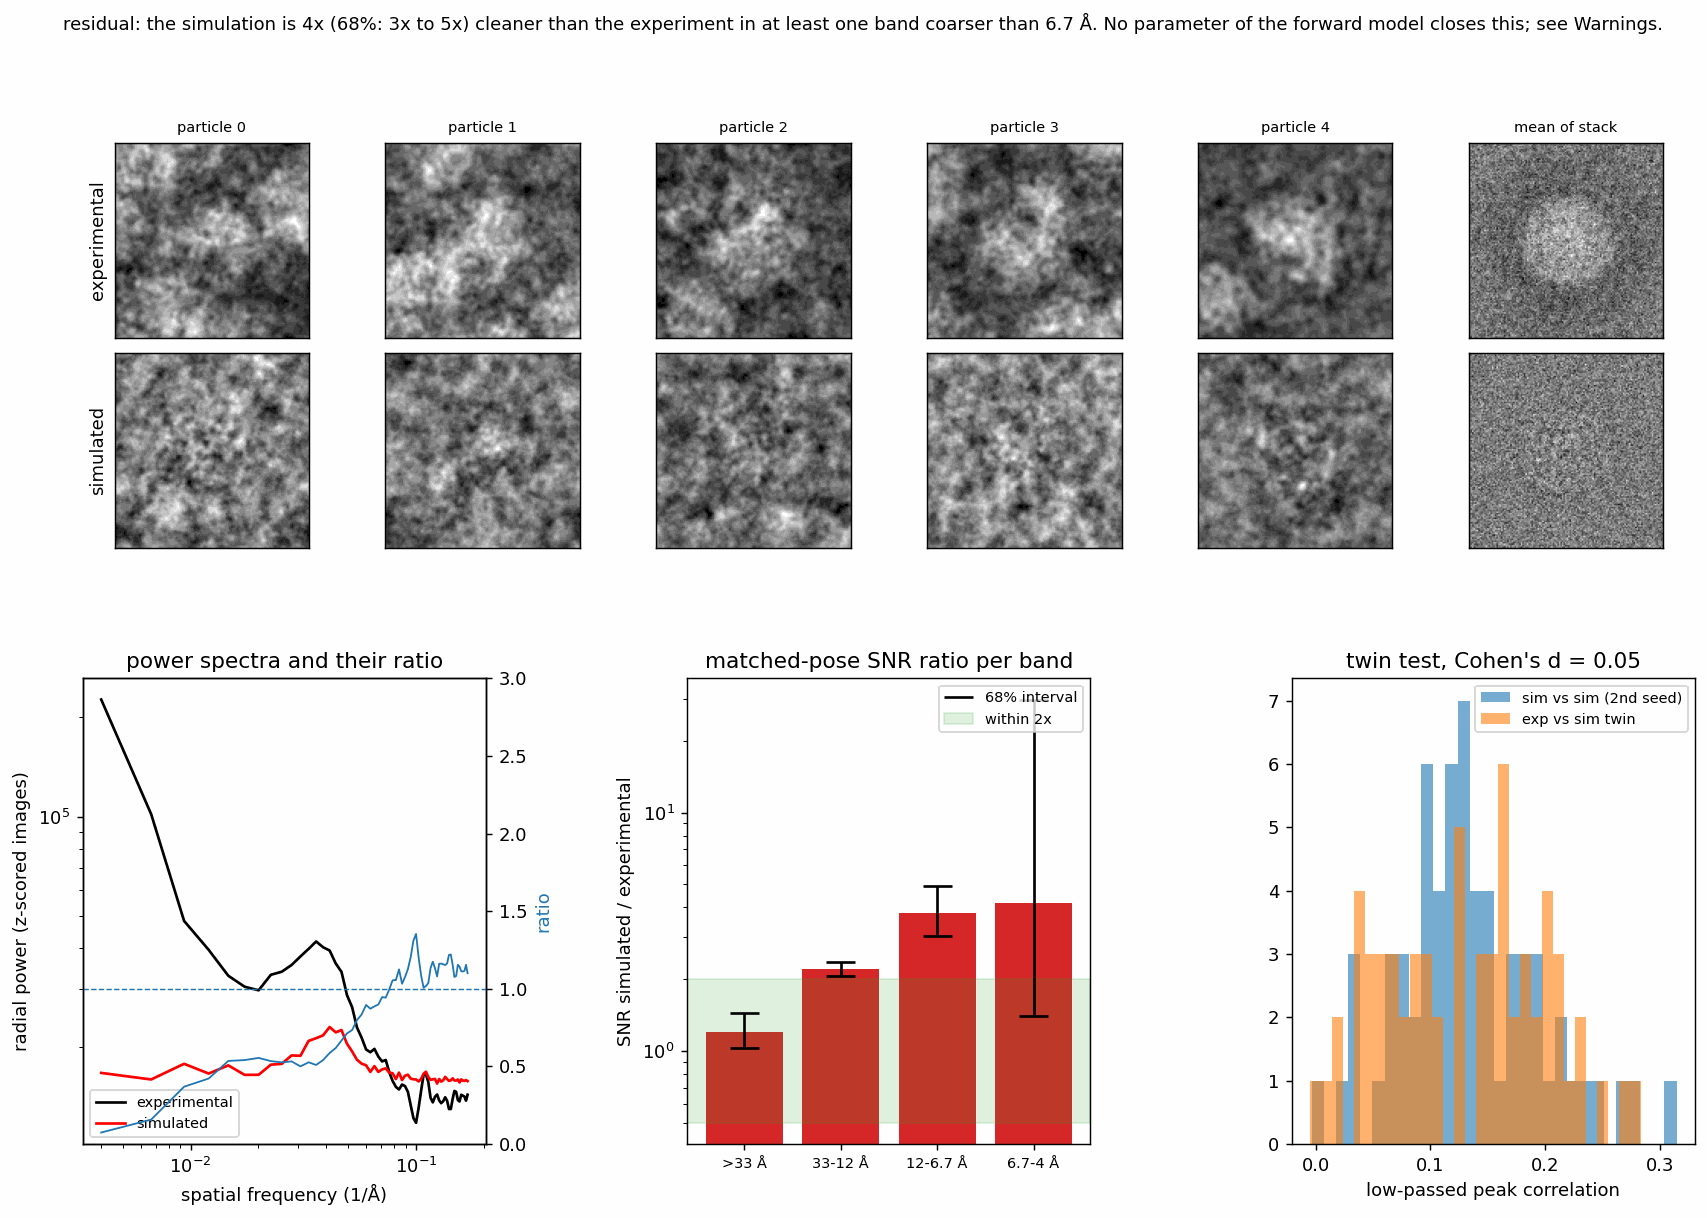 residual: the simulation is 4x (68%: 3x to 5x) cleaner than the experiment in at least one band coarser than 6.7 Å. No parameter of the forward model closes this; see Warnings.
particle 0
particle 1
particle 2
particle 3
particle 4
mean of stack
experimental
simulated
power spectra and their ratio
radial power (z-scored images)
10^5
3.0
2.5
2.0
1.5
1.0
0.5
0.0
ratio
experimental
simulated
10^-2
10^-1
spatial frequency (1/Å)
matched-pose SNR ratio per band
SNR simulated / experimental
10^1
10^0
68% interval
within 2x
>33 Å
33-12 Å
12-6.7 Å
6.7-4 Å
twin test, Cohen's d = 0.05
7
6
5
4
3
2
1
0
sim vs sim (2nd seed)
exp vs sim twin
0.0
0.1
0.2
0.3
low-passed peak correlation